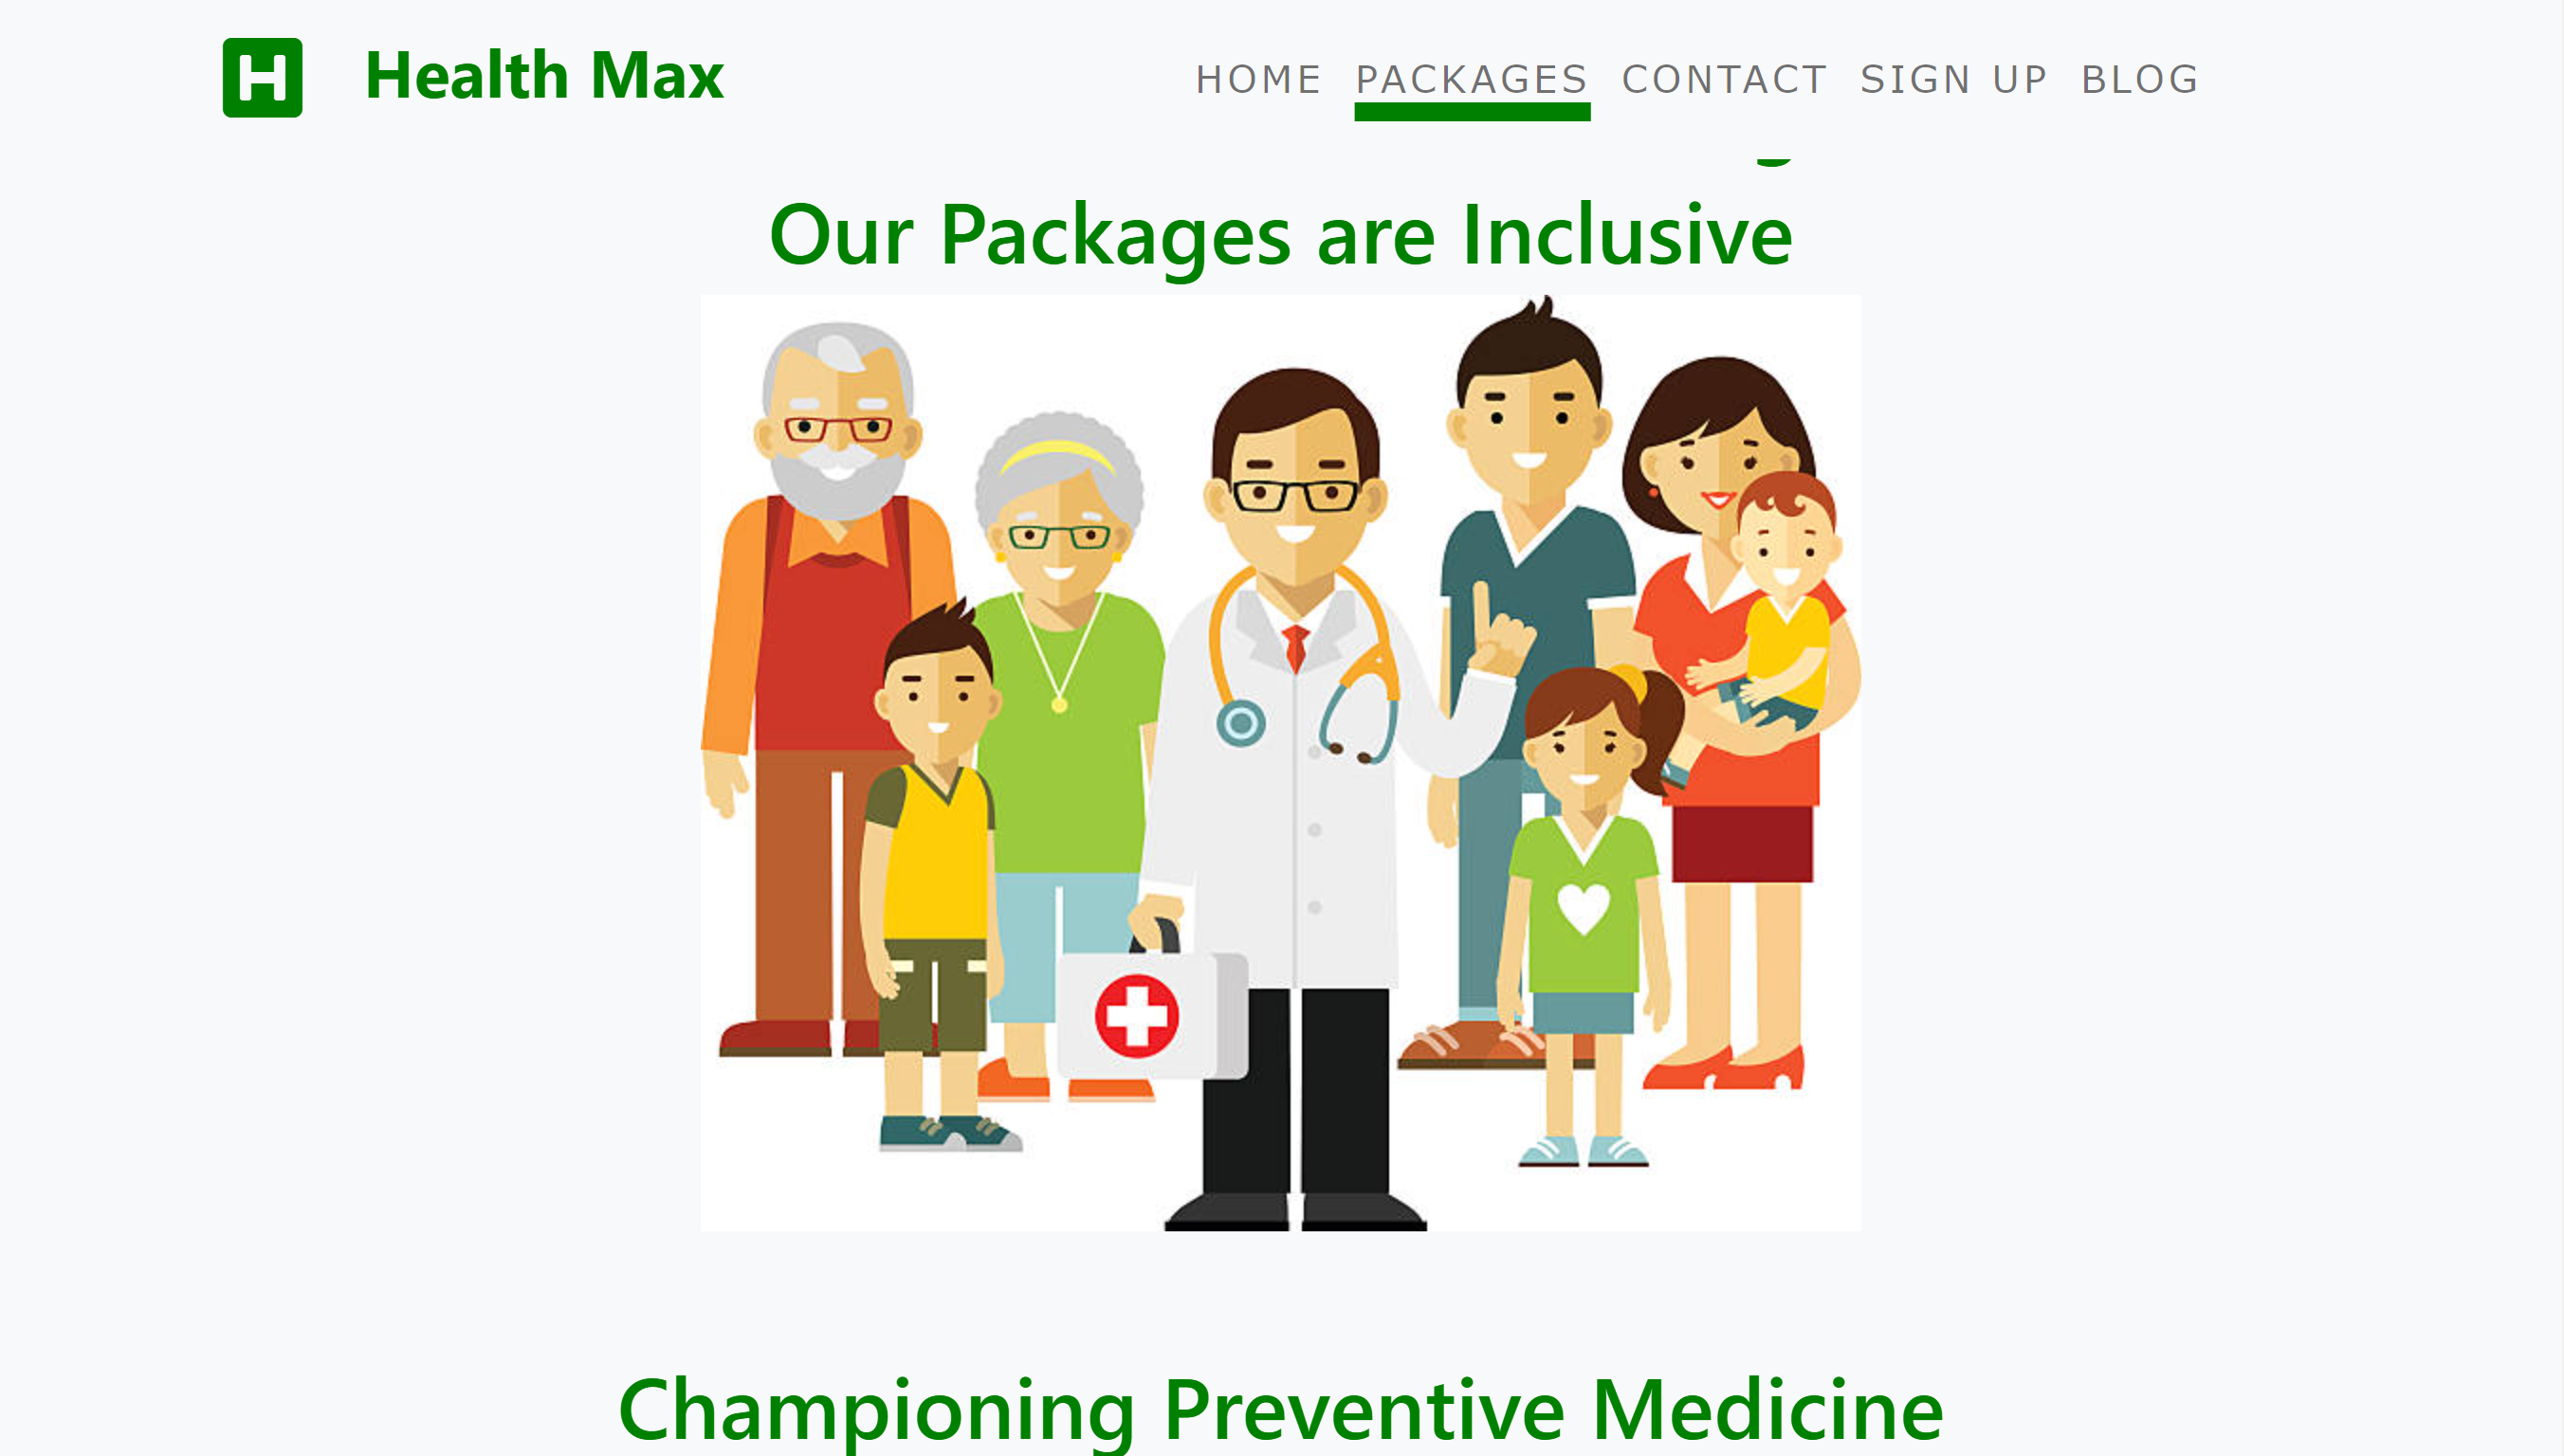 H Health Max
HOME PACKAGES CONTACT SIGN UP BLOG
Our Packages are Inclusive
Championing Preventive Medicine